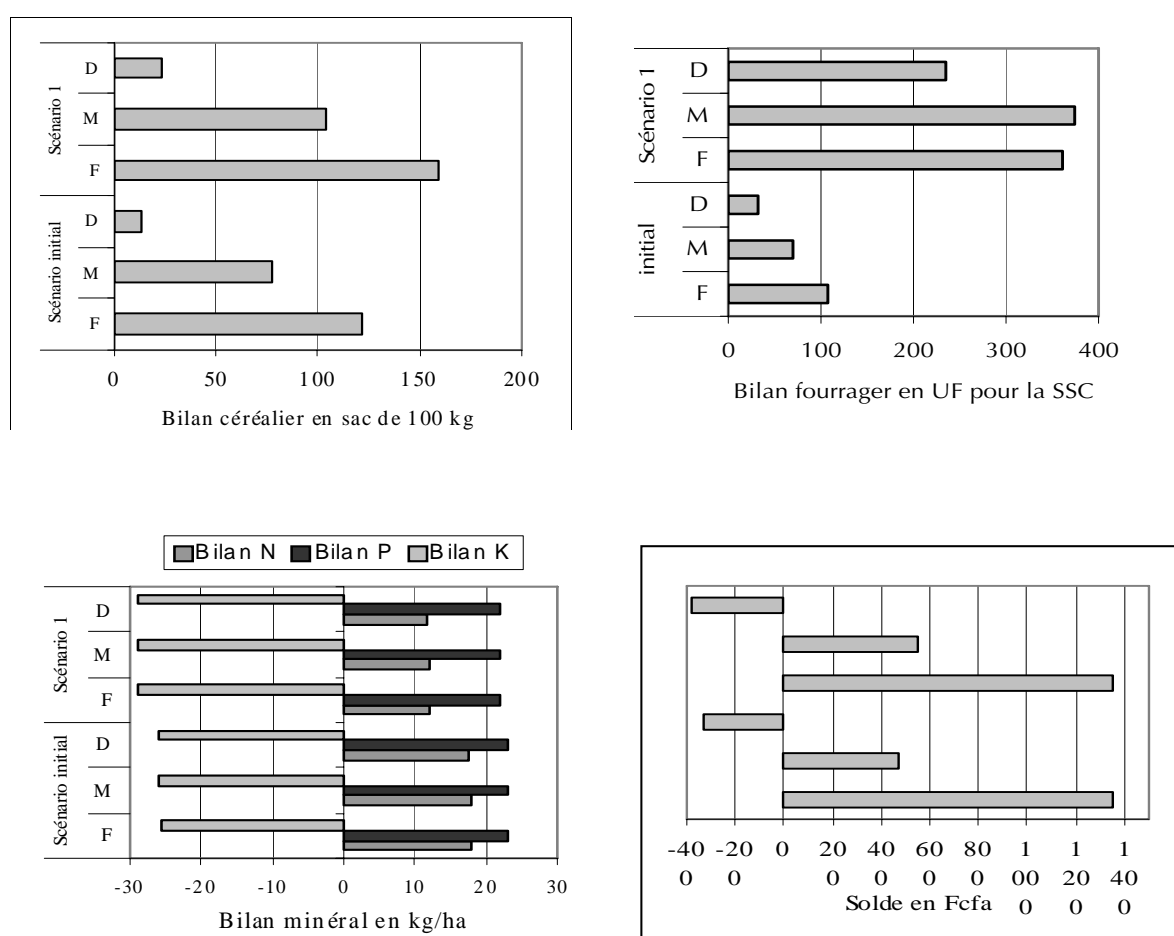 Scénario 1
D
M
F
Scénario initial
D
M
F
0 50 100 150 200
Bilan céréalier en sac de 100 kg
Scénario 1
D
M
F
initial
D
M
F
0 100 200 300 400
Bilan fourrager en UF pour la SSC
Bilan N Bilan P Bilan K
Scénario 1
D
M
F
Scénario initial
D
M
F
-30 -20 -10 0 10 20 30
Bilan minéral en kg/ha
-40 -20 0 20 40 60 80 1 1 1
0 0 0 0 0 0 00 20 40
Solde en Fcfa 0 0 0